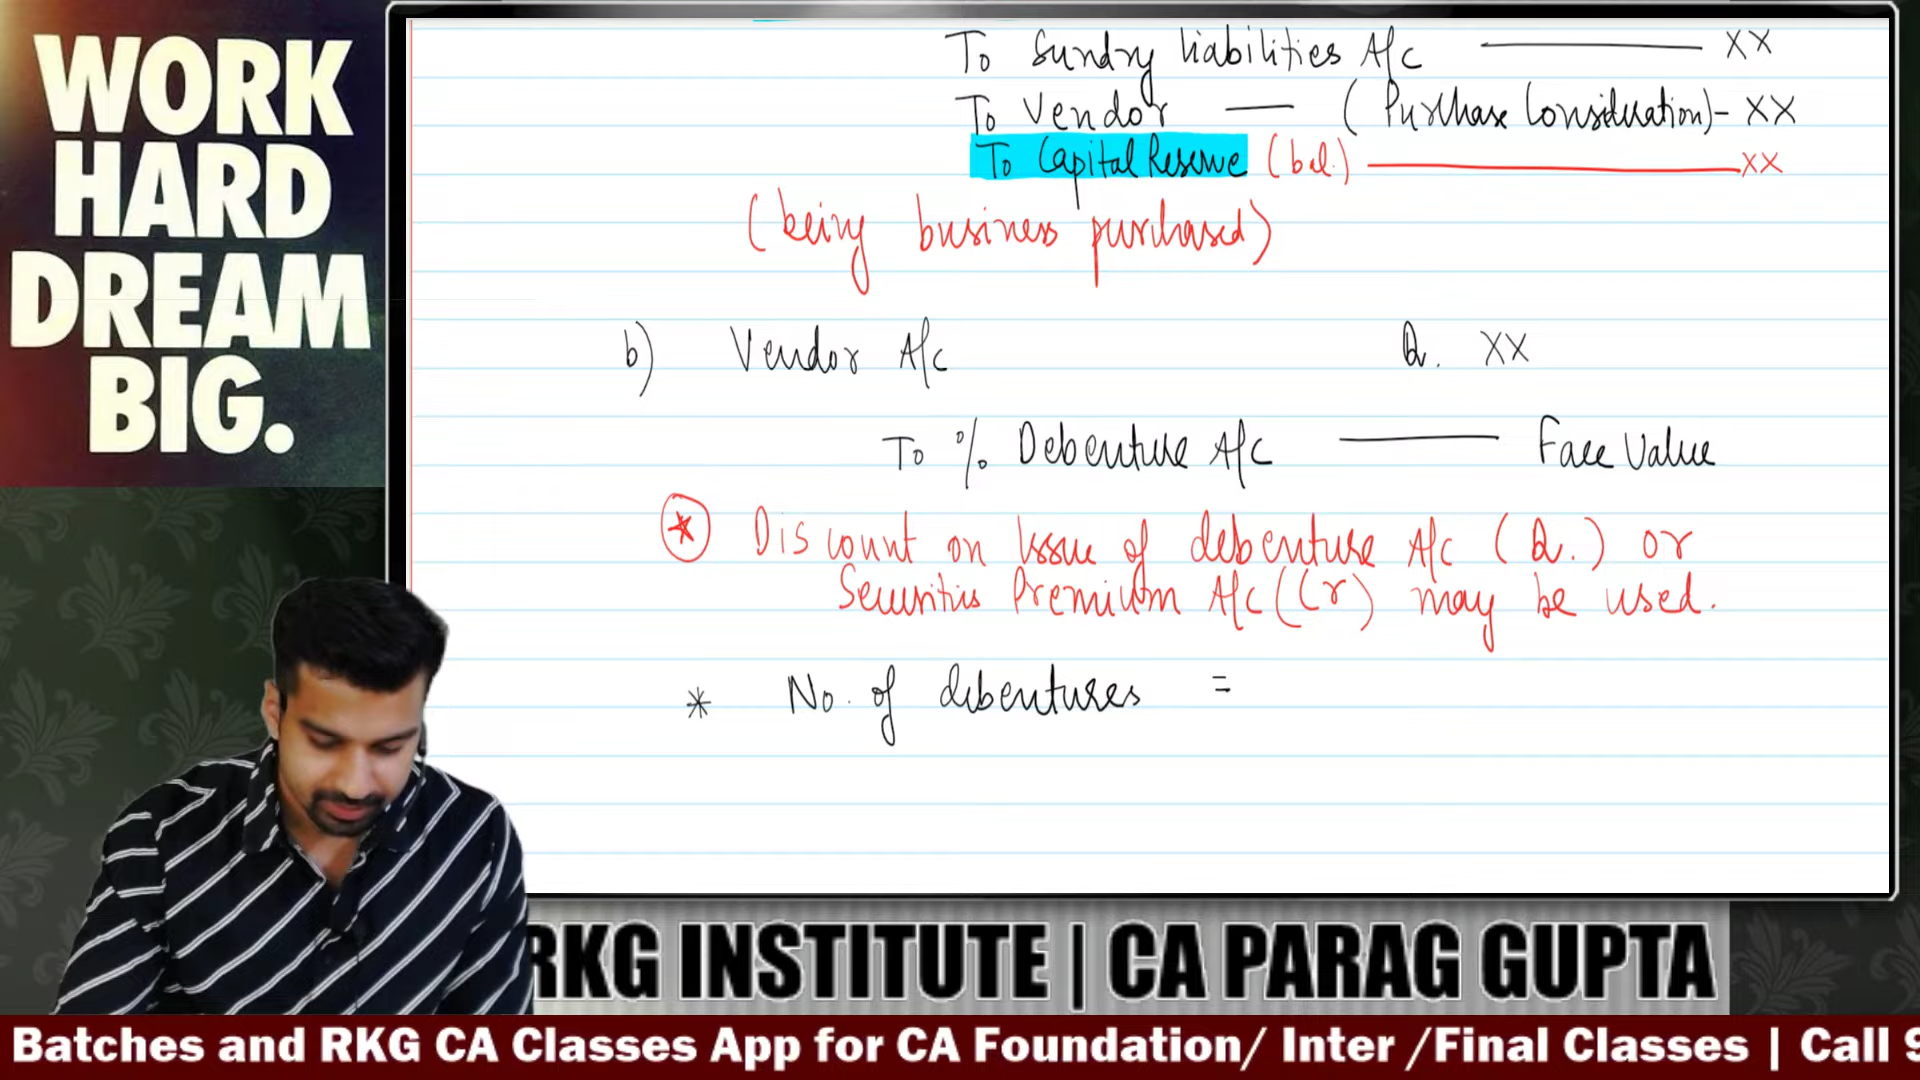 WORK
HARD
DREAM
BIG.
To Sundry liabilities A/c xx
To Vendor — (Purchase Consideration) - xx
To Capital Reserve (bal.) xx
(being business purchased)
b) Vendor A/c Dr. xx
To % Debenture A/c Face Value
* Discount on Issue of debenture A/c (Dr.) or
Securities Premium A/c (Cr) may be used.
* No. of debentures =
RKG INSTITUTE | CA PARAG GUPTA
Batches and RKG CA Classes App for CA Foundation/ Inter /Final Classes | Call 9